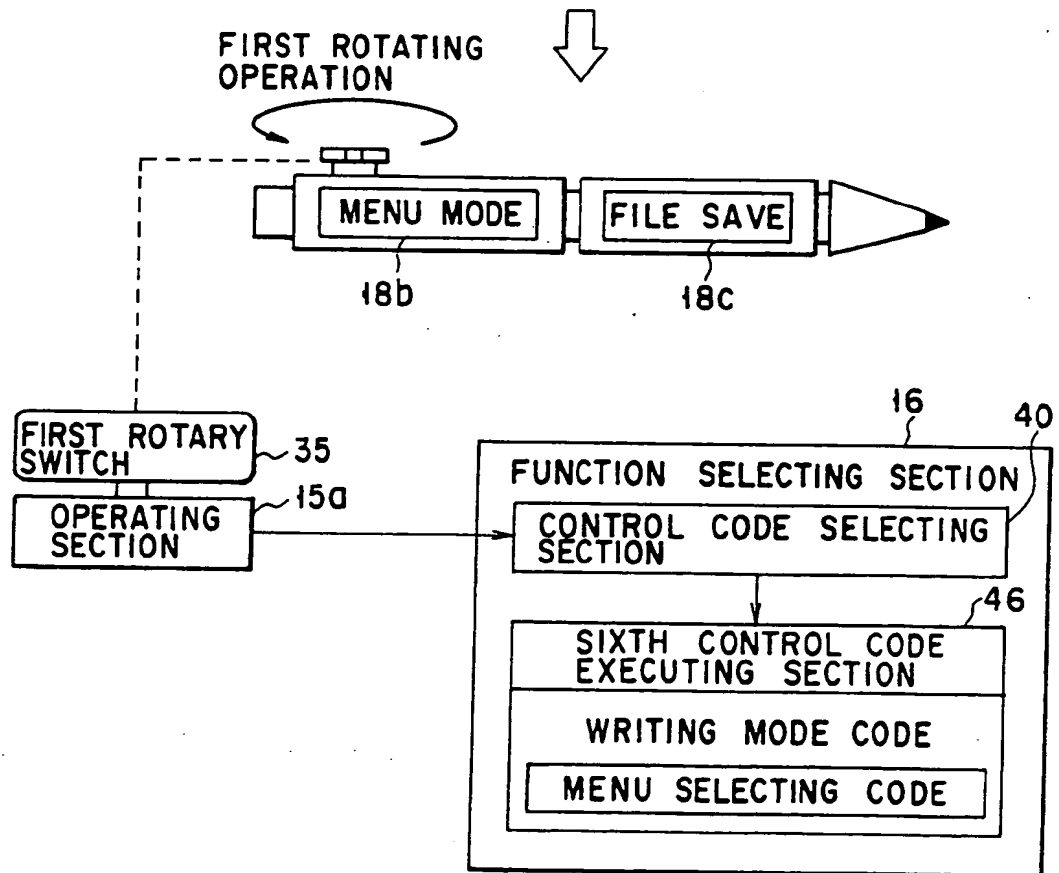 FIRST ROTATING
OPERATION
MENU MODE
FILE SAVE
18b
18c
FIRST ROTARY
SWITCH
35
15a
OPERATING
SECTION
16
40
FUNCTION SELECTING SECTION
CONTROL CODE SELECTING
SECTION
46
SIXTH CONTROL CODE
EXECUTING SECTION
WRITING MODE CODE
MENU SELECTING CODE